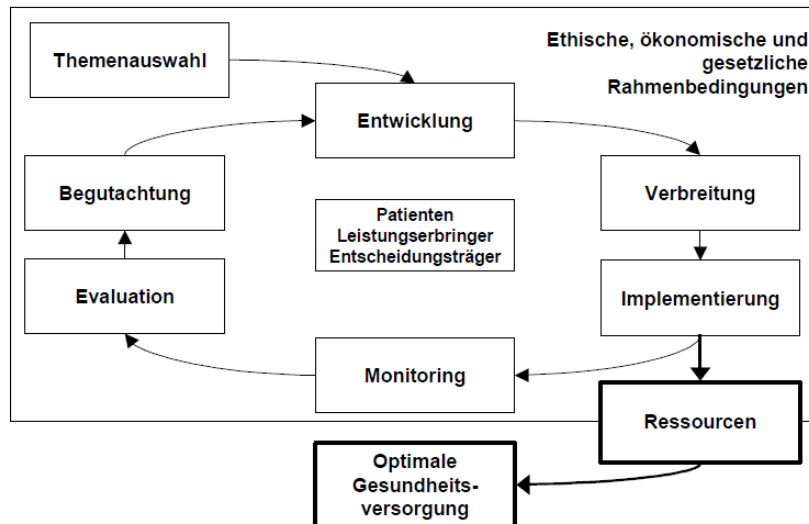 Themenauswahl
Ethische, ökonomische und
gesetzliche
Rahmenbedingungen
Entwicklung
Begutachtung
Verbreitung
Patienten
Leistungserbringer
Entscheidungsträger
Evaluation
Implementierung
Monitoring
Ressourcen
Optimale
Gesundheits-
versorgung